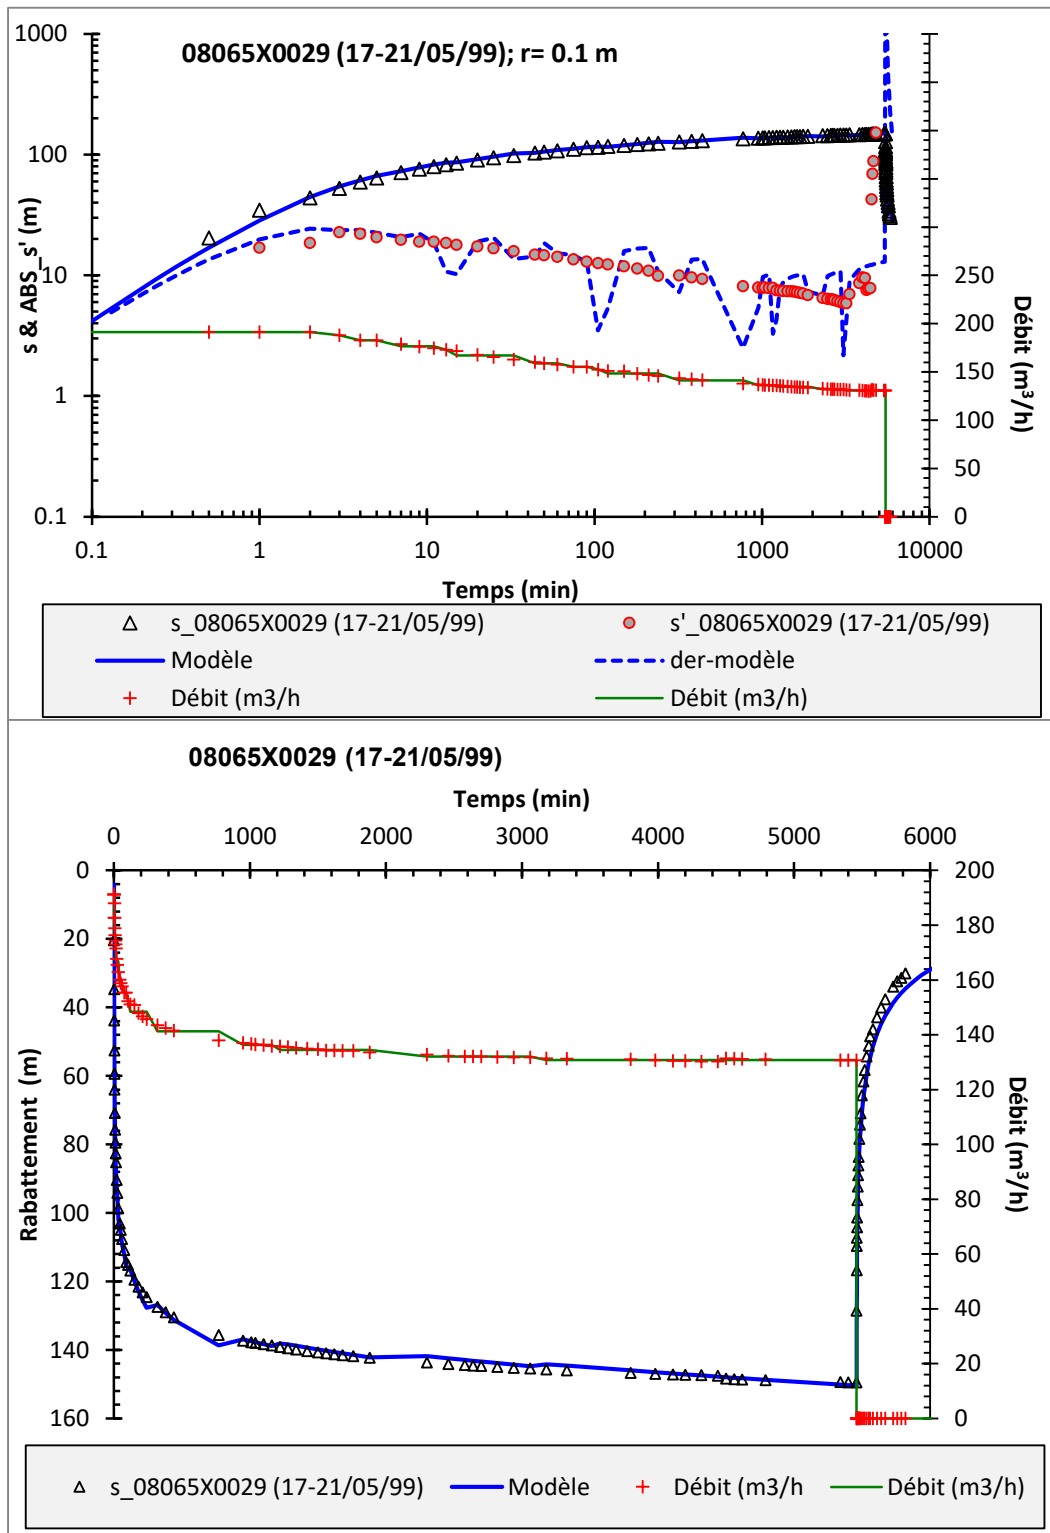 08065X0029 (17-21/05/99); r= 0.1 m
1000
100
10
1
0.1
s & ABS_s' (m)
250
200
150
100
50
0
Débit (m³/h)
0.1 1 10 100 1000 10000
Temps (min)
s_08065X0029 (17-21/05/99) s'_08065X0029 (17-21/05/99)
Modèle der-modèle
Débit (m3/h Débit (m3/h)
08065X0029 (17-21/05/99)
Temps (min)
0 1000 2000 3000 4000 5000 6000
0 200
20 180
40 160
60 140
80 120
100 100
120 80
140 60
160 40
20
0
Rabattement (m)
Débit (m³/h)
s_08065X0029 (17-21/05/99) Modèle Débit (m3/h Débit (m3/h)